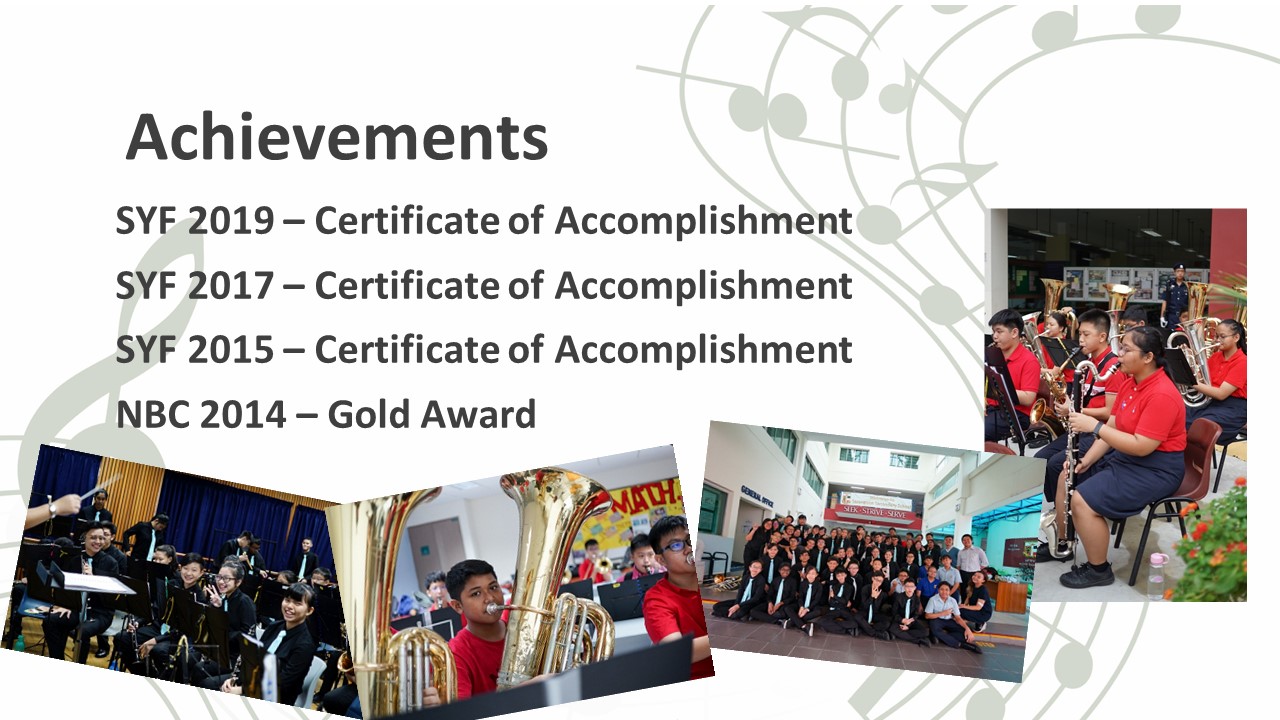 Achievements
SYF 2019 – Certificate of Accomplishment
SYF 2017 – Certificate of Accomplishment
SYF 2015 – Certificate of Accomplishment
NBC 2014 – Gold Award
MATH
GENERAL OFFICE
SEEK · STRIVE · SERVE